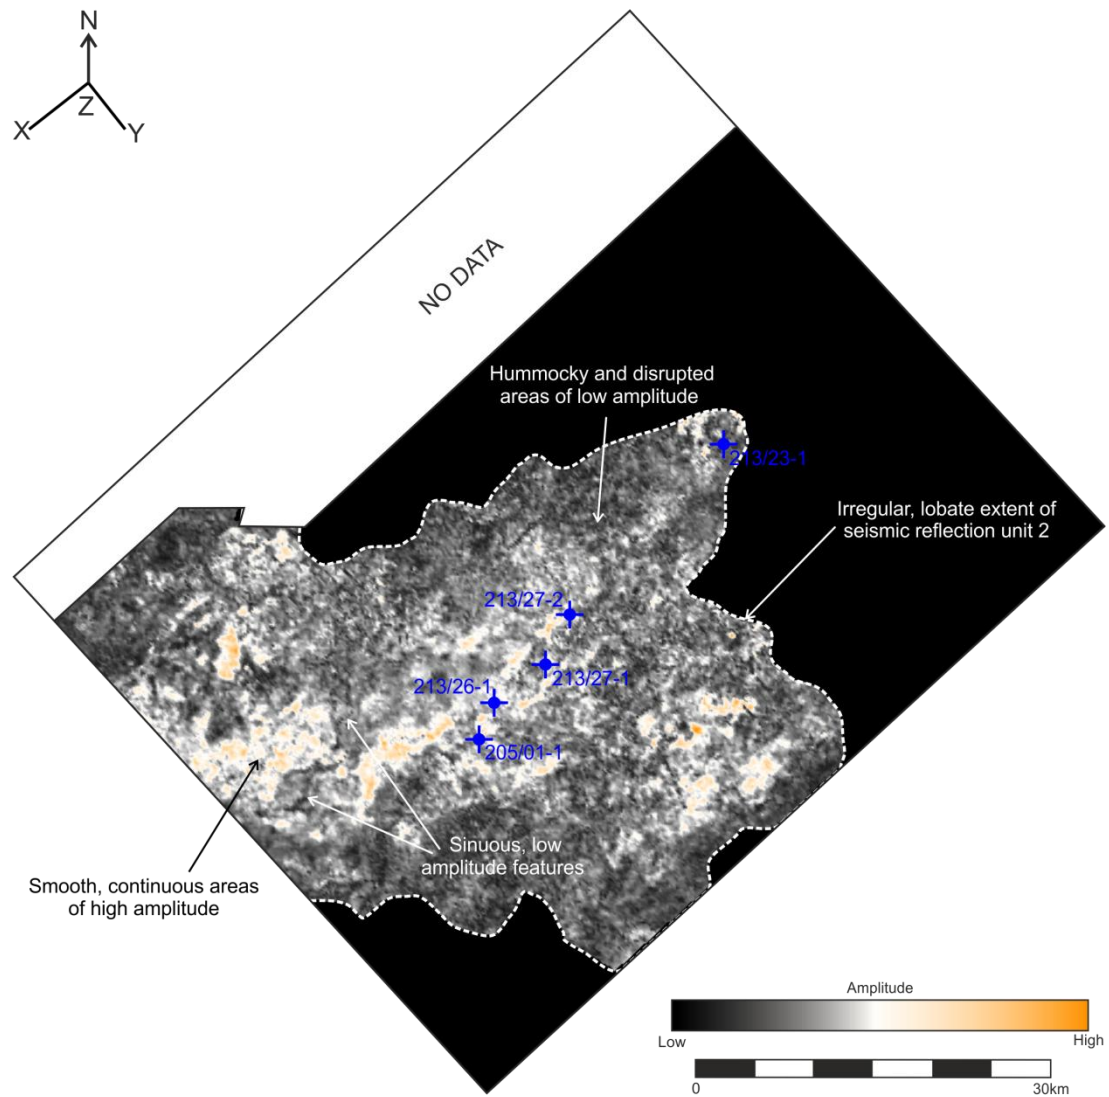 N
Z
X
Y
NO DATA
Hummocky and disrupted
areas of low amplitude
213/23-1
Irregular, lobate extent of
seismic reflection unit 2
213/27-2
213/27-1
213/26-1
205/01-1
Sinuous, low
amplitude features
Smooth, continuous areas
of high amplitude
Amplitude
Low
High
0
30km